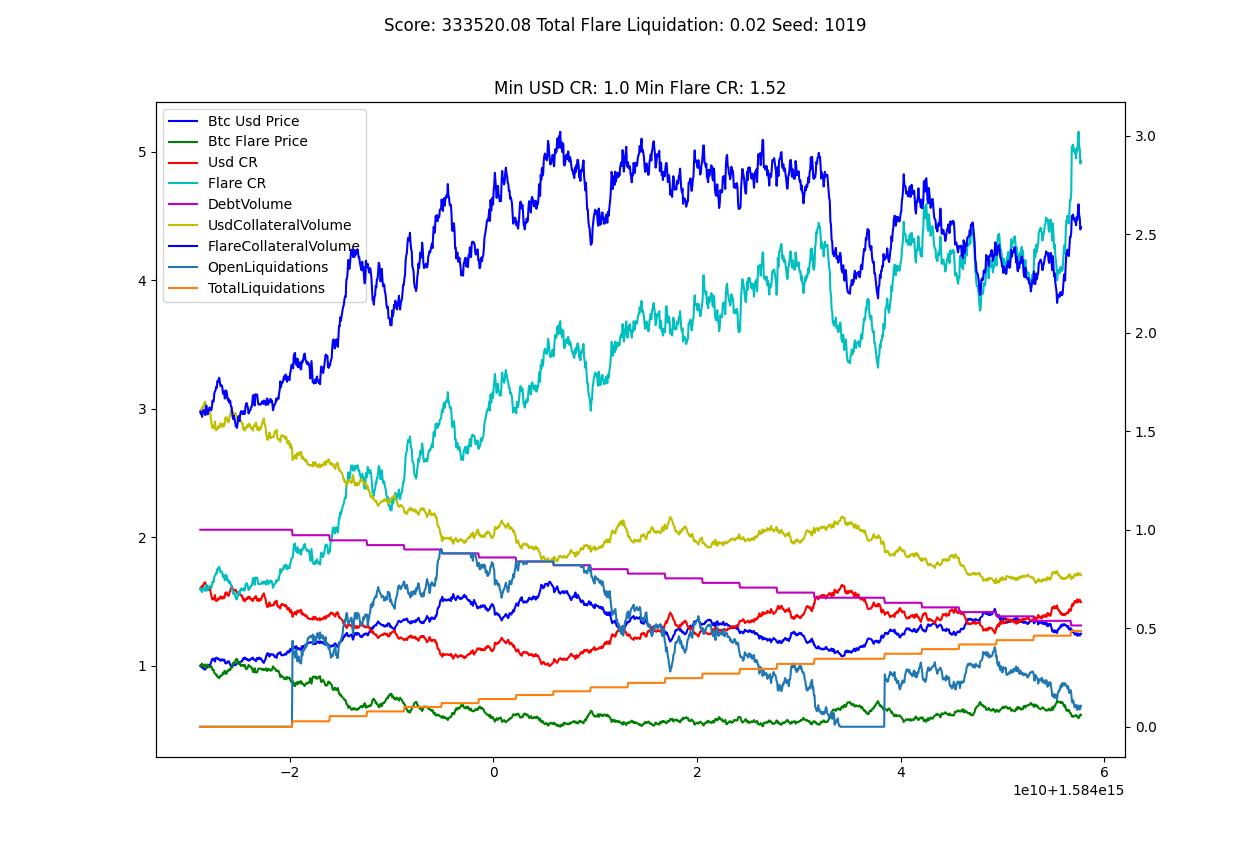 Score: 333520.08 Total Flare Liquidation: 0.02 Seed: 1019
Min USD CR: 1.0 Min Flare CR: 1.52
Btc Usd Price
Btc Flare Price
Usd CR
Flare CR
DebtVolume
UsdCollateralVolume
FlareCollateralVolume
OpenLiquidations
TotalLiquidations
5
4
3
2
1
3.0
2.5
2.0
1.5
1.0
0.5
0.0
−2 0 2 4 6
1e10+1.584e15